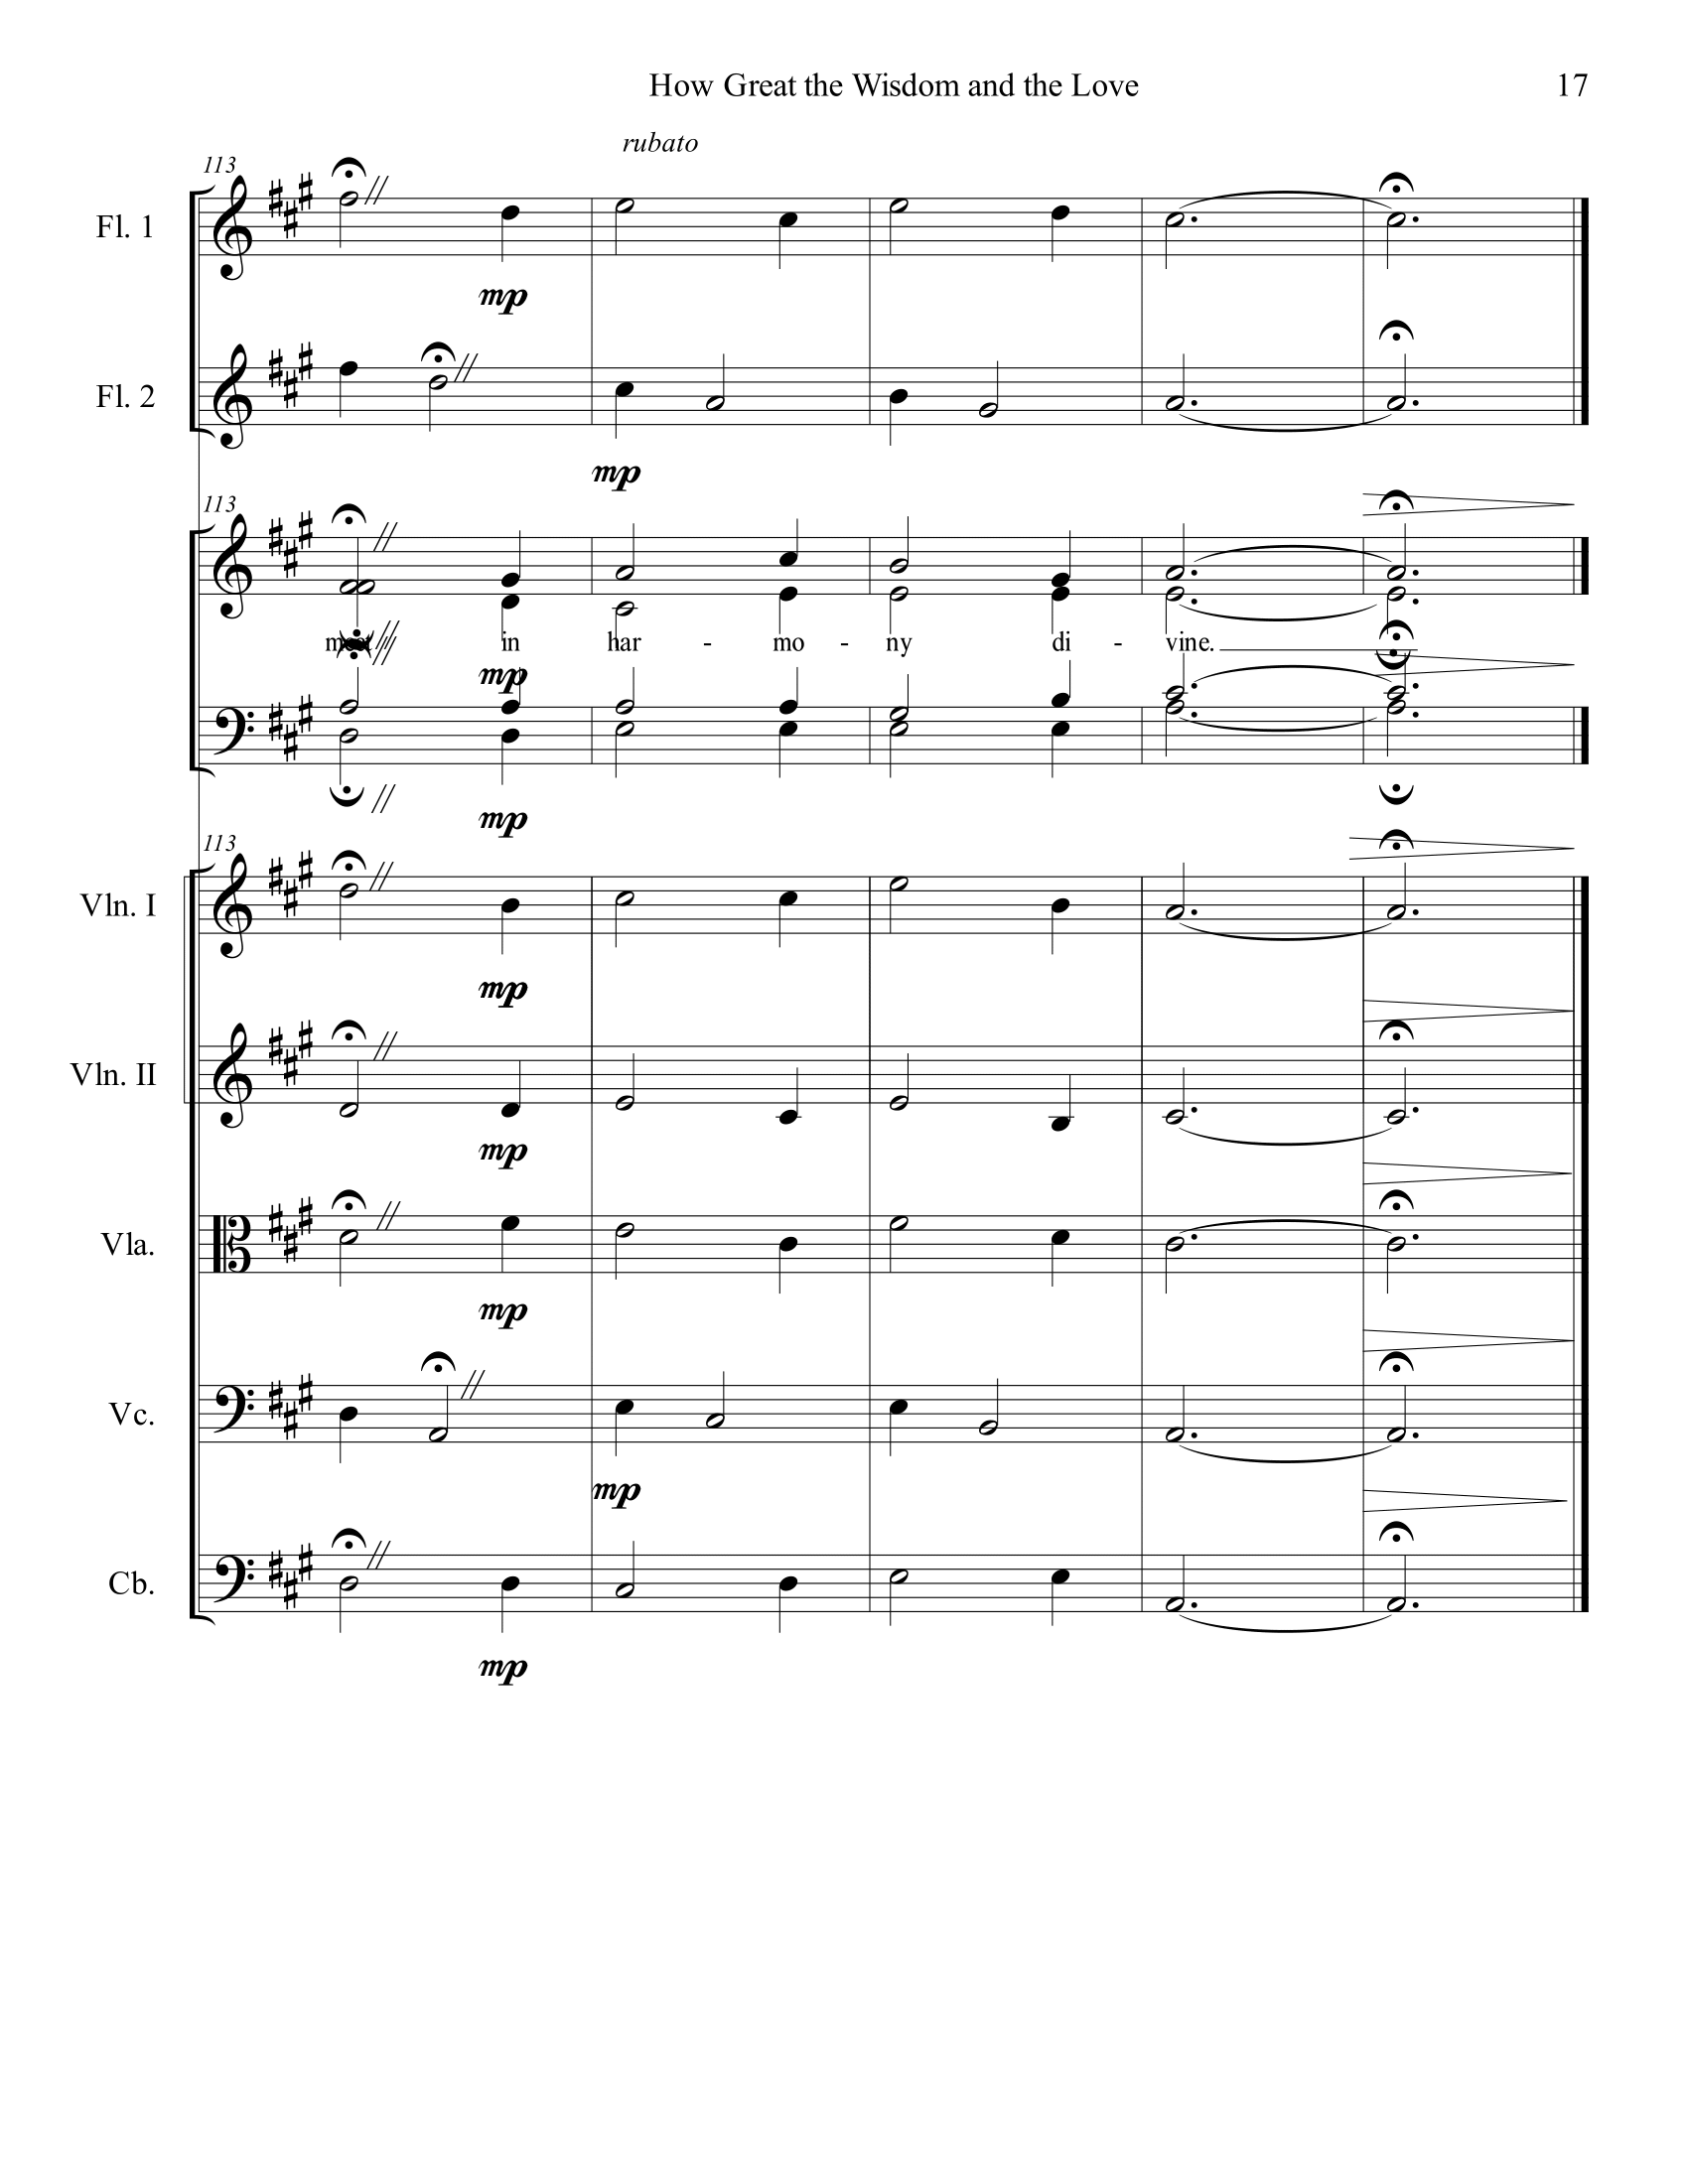 How Great the Wisdom and the Love
17
rubato
113
Fl. 1
mp
Fl. 2
mp
113
meet in har - mo - ny di - vine.
mp
mp
113
Vln. I
mp
Vln. II
mp
Vla.
mp
Vc.
mp
Cb.
mp